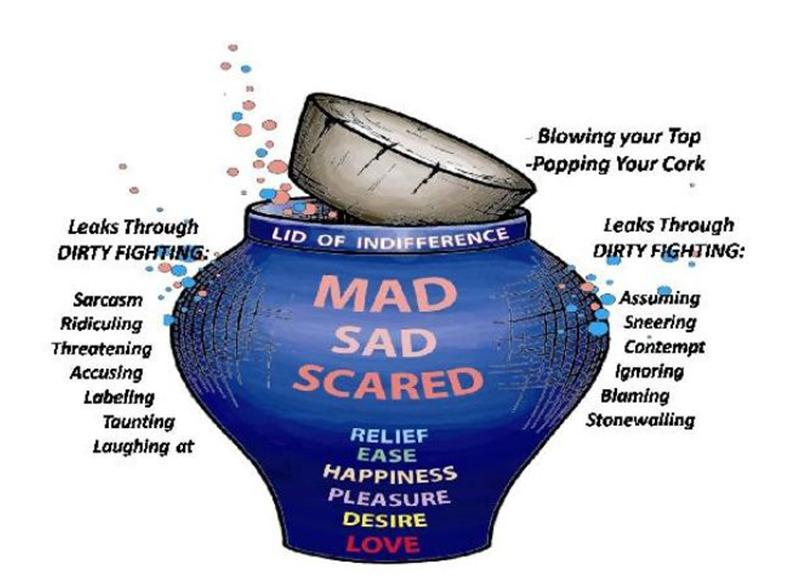 - Blowing your Top
-Popping Your Cork
Leaks Through
DIRTY FIGHTING:
Sarcasm
Ridiculing
Threatening
Accusing
Labeling
Taunting
Laughing at
LID OF INDIFFERENCE
MAD
SAD
SCARED
RELIEF
EASE
HAPPINESS
PLEASURE
DESIRE
LOVE
Leaks Through
DIRTY FIGHTING:
Assuming
Sneering
Contempt
Ignoring
Blaming
Stonewalling